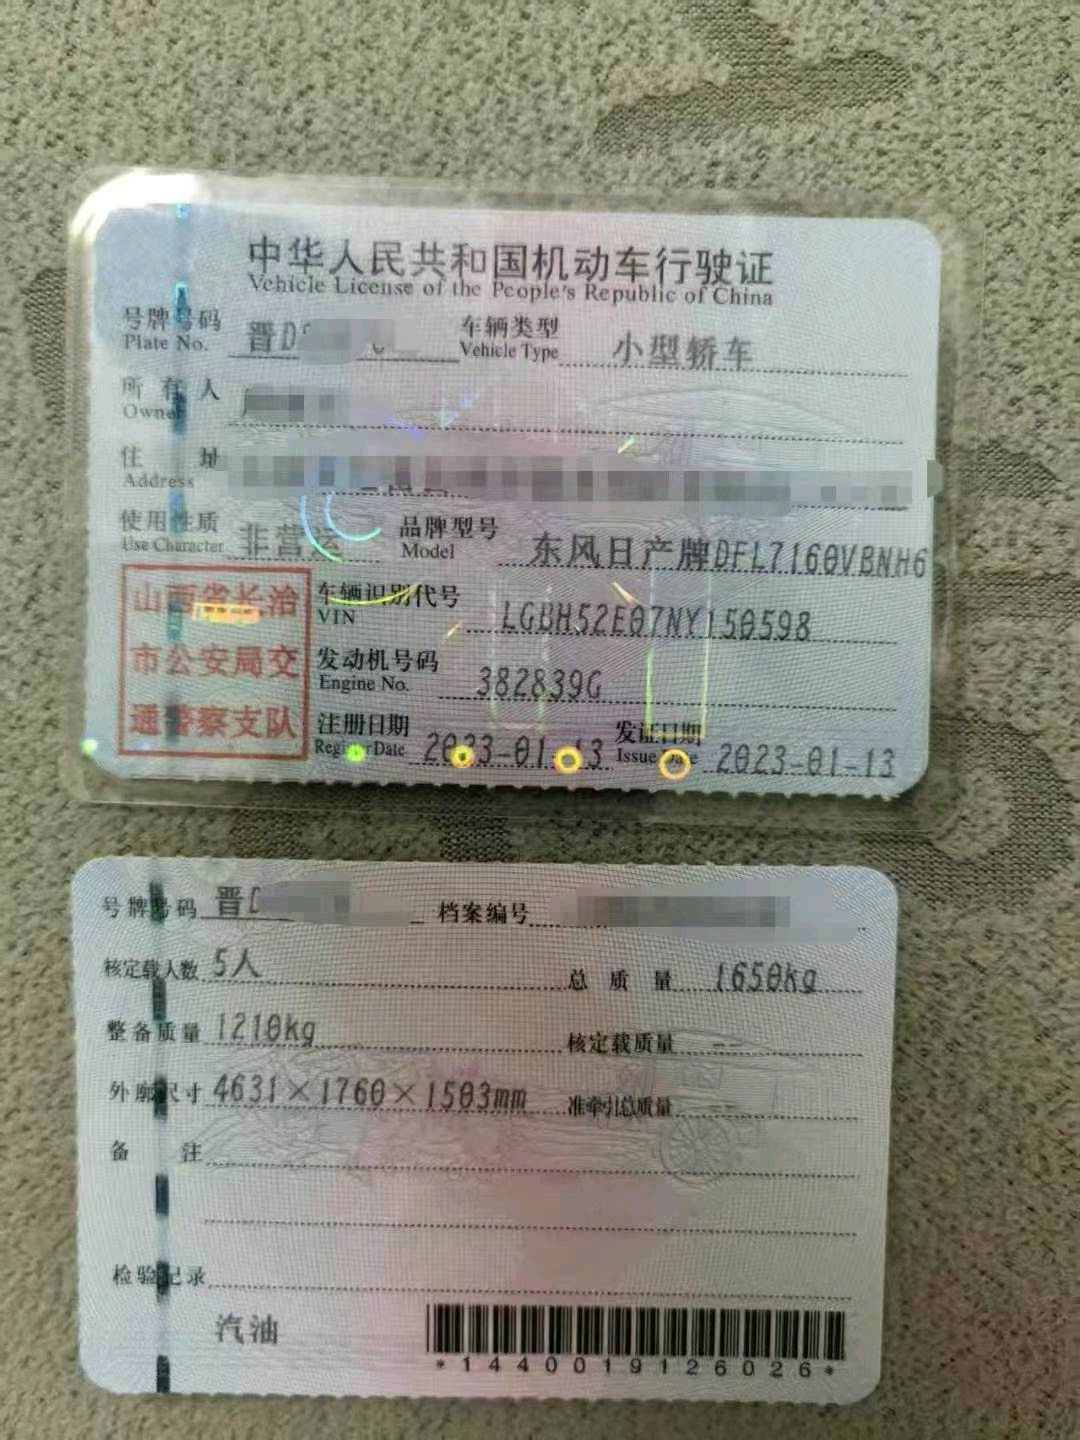 中华人民共和国机动车行驶证
Vehicle License of the People's Republic of China
号牌号码 晋D 车辆类型 小型轿车
Plate No. Vehicle Type
所有人
Owner
住址
Address
使用性质 非营运 品牌型号 东风日产牌DFL7160VBNH6
Use Character Model
山西省长治
市公安局交
通警察支队
车辆识别代号 LGBH52E07NY150598
VIN
发动机号码 382839G
Engine No.
注册日期 2023-01-13 发证日期 2023-01-13
Register Date Issue Date
号牌号码 晋D 档案编号
核定载人数 5人 总质量 1650kg
整备质量 1210kg 核定载质量 --
外廓尺寸 4631×1760×1503mm 准牵引总质量 --
备注
检验记录
汽油
*1440019126026*